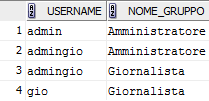 USERNAME NOME_GRUPPO
1 admin Amministratore
2 admingio Amministratore
3 admingio Giornalista
4 gio Giornalista